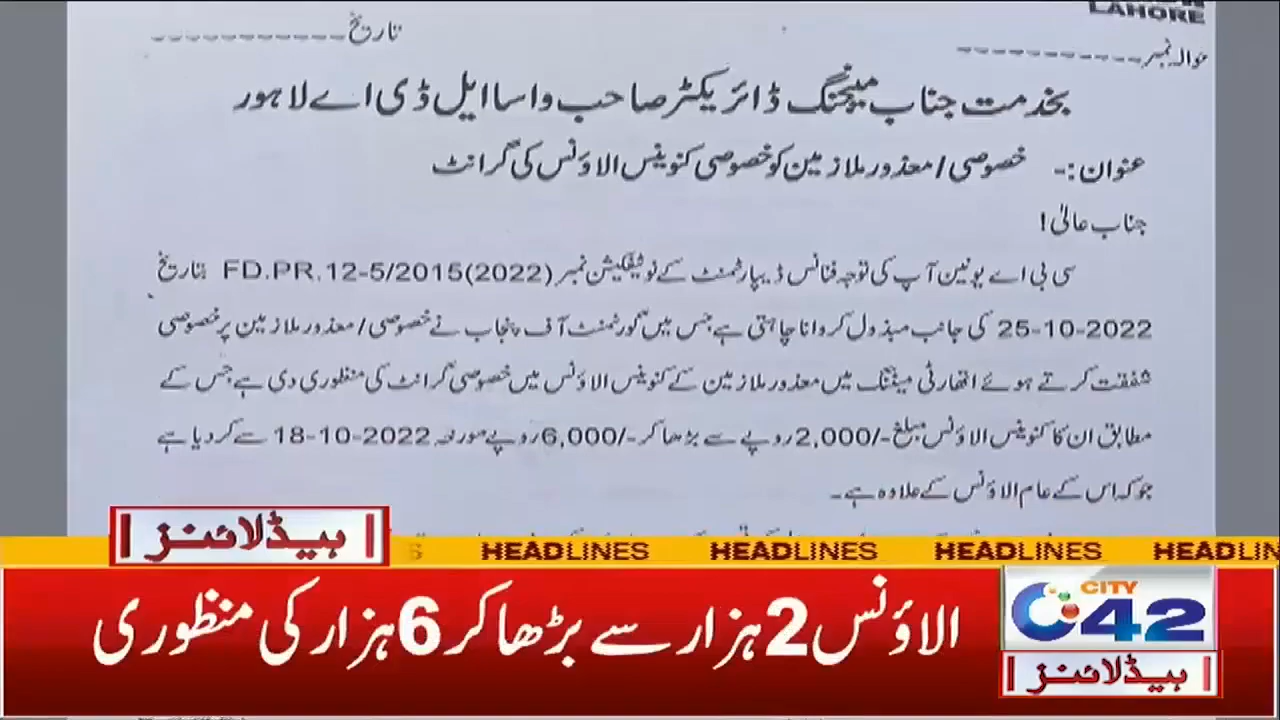 LAHORE
حوالہ نمبر------------ تاریخ------------
بخدمت جناب مینجنگ ڈائریکٹر صاحب واسا ایل ڈی اے لاہور
عنوان:- خصوصی/معذور ملازمین کو خصوصی کنوینس الاؤنس کی گرانٹ
جناب عالیٰ!
سی بی اے یونین آپ کی توجہ فنانس ڈیپارٹمنٹ کے نوٹیفکیشن نمبر FD.PR.12-5/2015(2022) بتاریخ
25-10-2022 کی جانب مبذول کروانا چاہتی ہے جس میں گورنمنٹ آف پنجاب نے خصوصی/معذور ملازمین پر خصوصی
شفقت کرتے ہوئے اتھارٹی میٹنگ میں معذور ملازمین کے کنوینس الاؤنس میں خصوصی گرانٹ کی منظوری دی ہے جس کے
مطابق ان کا کنوینس الاؤنس مبلغ -/2,000 روپے سے بڑھا کر -/6,000 روپے مورخہ 18-10-2022 سے کر دیا ہے
جو کہ اس کے عام الاؤنس کے علاوہ ہے۔
ہیڈلائنز
HEADLINES HEADLINES HEADLINES HEADLIN
الاؤنس 2 ہزار سے بڑھا کر 6 ہزار کی منظوری
CITY
42
ہیڈلائنز